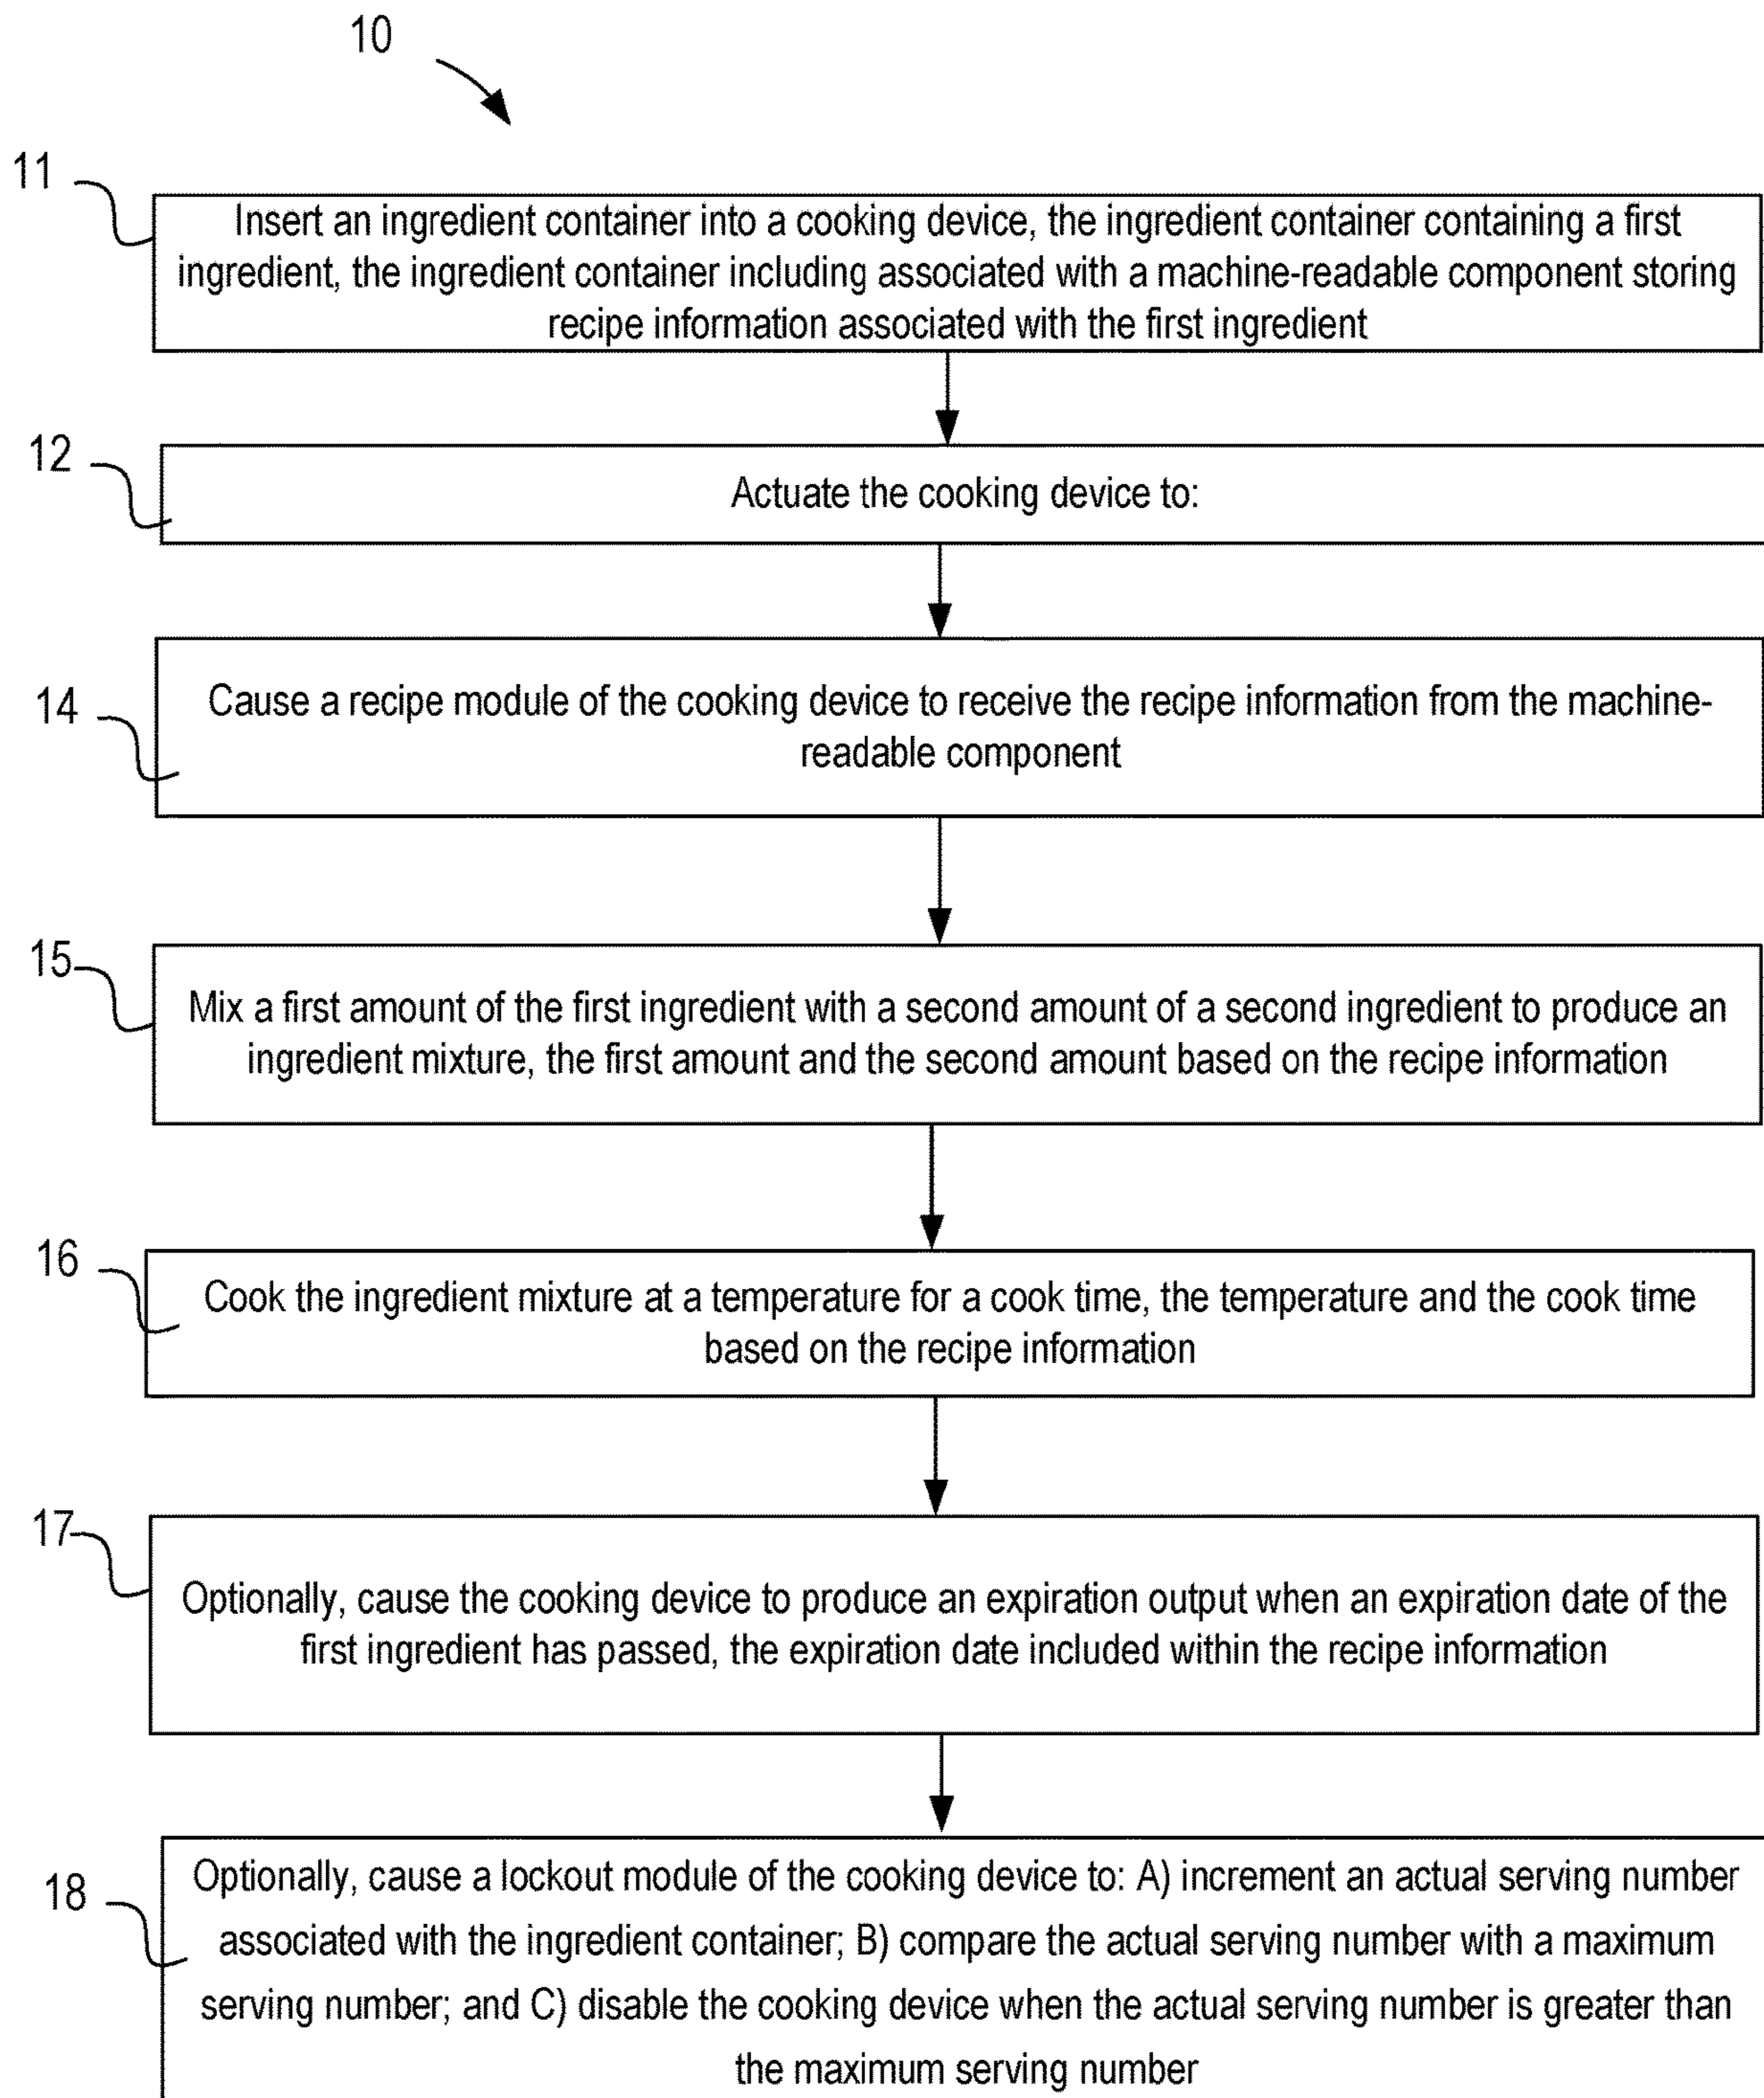 10
11
Insert an ingredient container into a cooking device, the ingredient container containing a first
ingredient, the ingredient container including associated with a machine-readable component storing
recipe information associated with the first ingredient
12
Actuate the cooking device to:
14
Cause a recipe module of the cooking device to receive the recipe information from the machine-
readable component
15
Mix a first amount of the first ingredient with a second amount of a second ingredient to produce an
ingredient mixture, the first amount and the second amount based on the recipe information
16
Cook the ingredient mixture at a temperature for a cook time, the temperature and the cook time
based on the recipe information
17
Optionally, cause the cooking device to produce an expiration output when an expiration date of the
first ingredient has passed, the expiration date included within the recipe information
18
Optionally, cause a lockout module of the cooking device to: A) increment an actual serving number
associated with the ingredient container; B) compare the actual serving number with a maximum
serving number; and C) disable the cooking device when the actual serving number is greater than
the maximum serving number